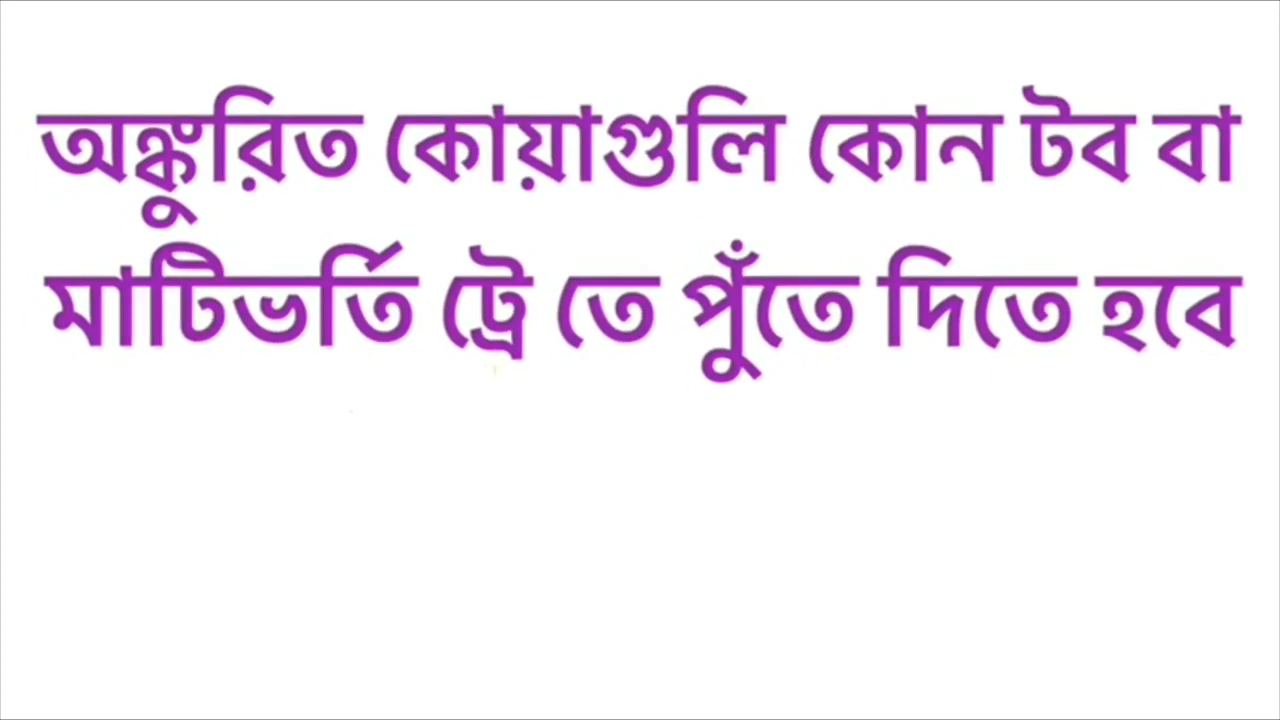 অঙ্কুরিত কোয়াগুলি কোন টব বা
মাটিভর্তি ট্রে তে পুঁতে দিতে হবে